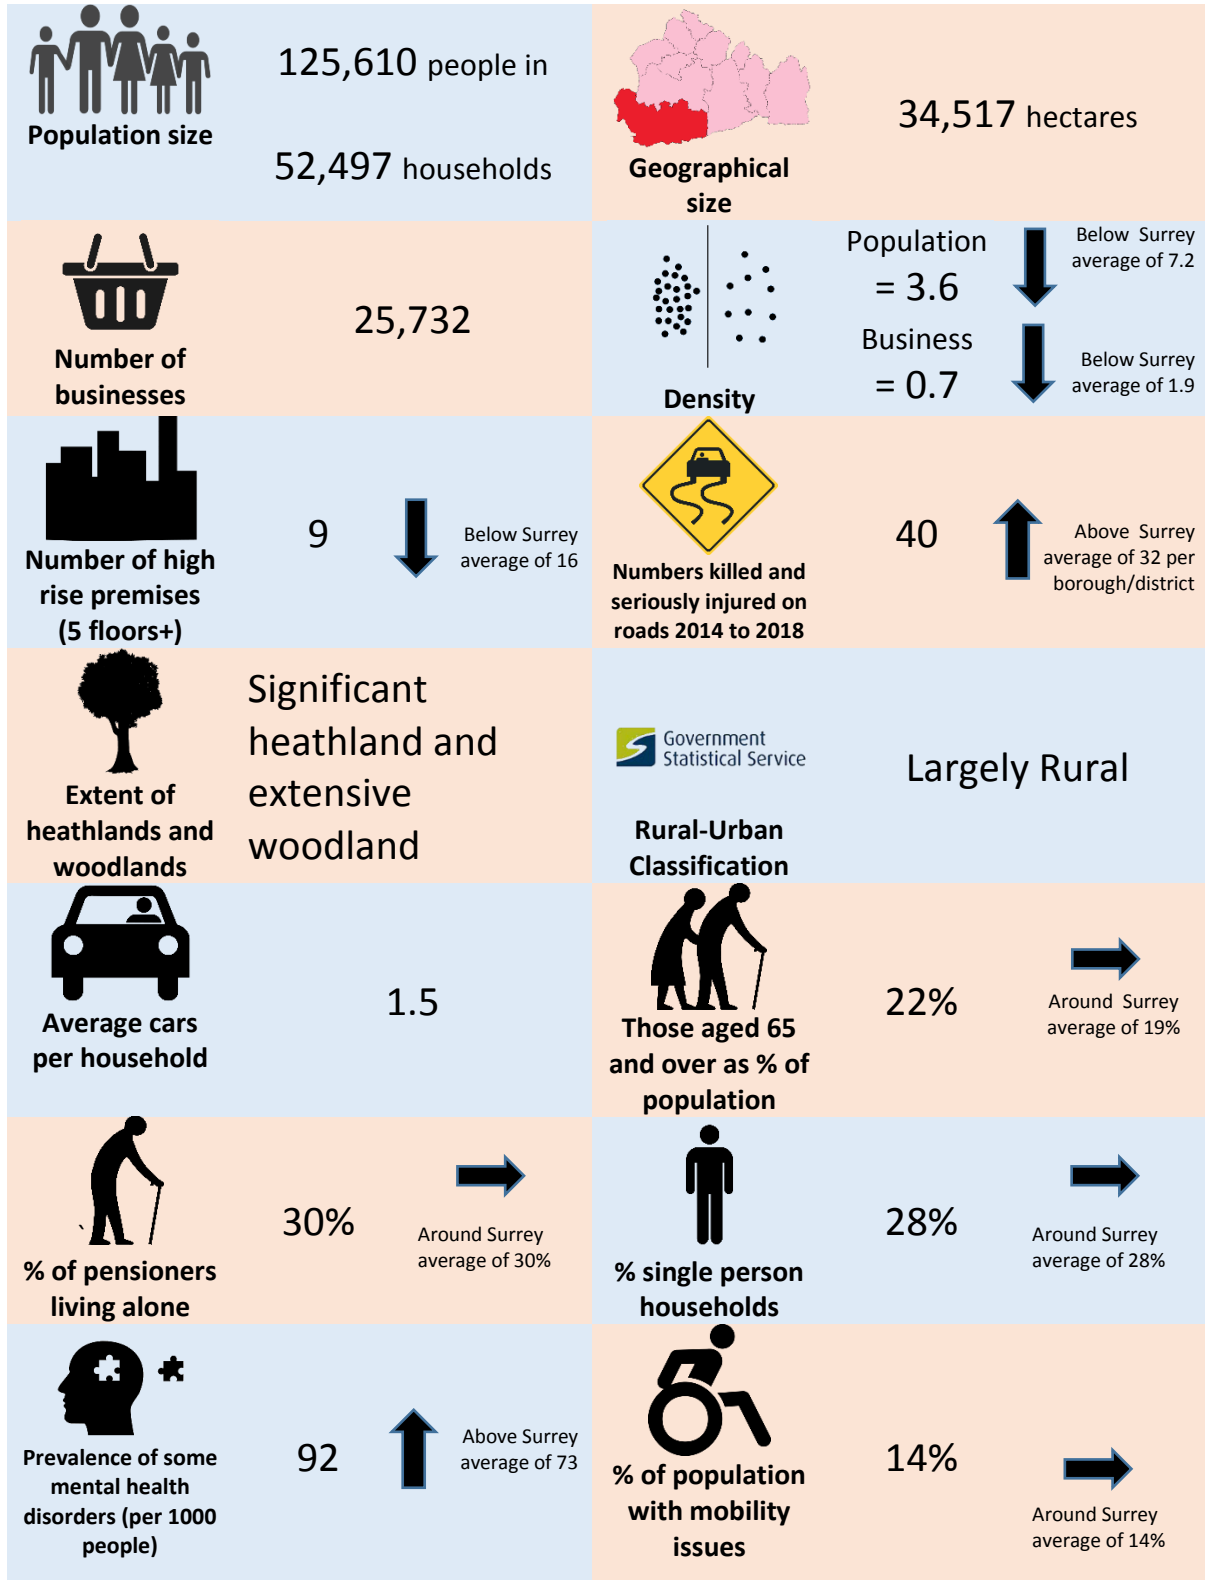 125,610 people in
52,497 households
Population size
34,517 hectares
Geographical
size
25,732
Number of
businesses
Population
= 3.6
Below Surrey
average of 7.2
Business
= 0.7
Below Surrey
average of 1.9
Density
9
Below Surrey
average of 16
Number of high
rise premises
(5 floors+)
40
Above Surrey
average of 32 per
borough/district
Numbers killed and
seriously injured on
roads 2014 to 2018
Significant
heathland and
extensive
woodland
Extent of
heathlands and
woodlands
Government
Statistical Service
Largely Rural
Rural-Urban
Classification
1.5
Average cars
per household
22%
Around Surrey
average of 19%
Those aged 65
and over as % of
population
30%
Around Surrey
average of 30%
% of pensioners
living alone
28%
Around Surrey
average of 28%
% single person
households
92
Above Surrey
average of 73
Prevalence of some
mental health
disorders (per 1000
people)
14%
Around Surrey
average of 14%
% of population
with mobility
issues